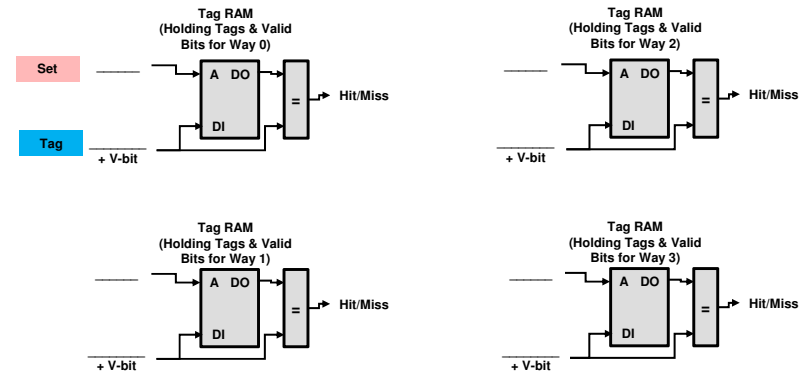 Tag RAM
(Holding Tags & Valid
Bits for Way 0)
Set
A DO
=
Hit/Miss
DI
Tag
+ V-bit
Tag RAM
(Holding Tags & Valid
Bits for Way 2)
A DO
=
Hit/Miss
DI
+ V-bit
Tag RAM
(Holding Tags & Valid
Bits for Way 1)
A DO
=
Hit/Miss
DI
+ V-bit
Tag RAM
(Holding Tags & Valid
Bits for Way 3)
A DO
=
Hit/Miss
DI
+ V-bit